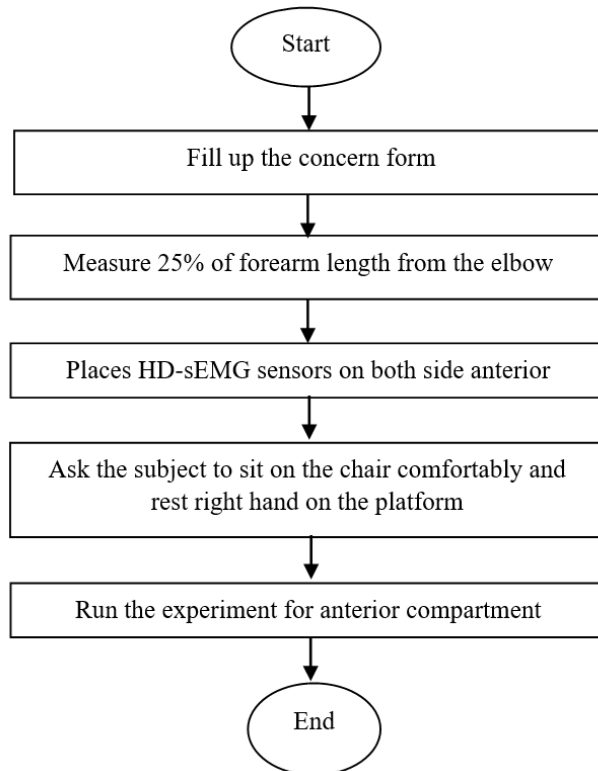 Start
Fill up the concern form
Measure 25% of forearm length from the elbow
Places HD-sEMG sensors on both side anterior
Ask the subject to sit on the chair comfortably and
rest right hand on the platform
Run the experiment for anterior compartment
End